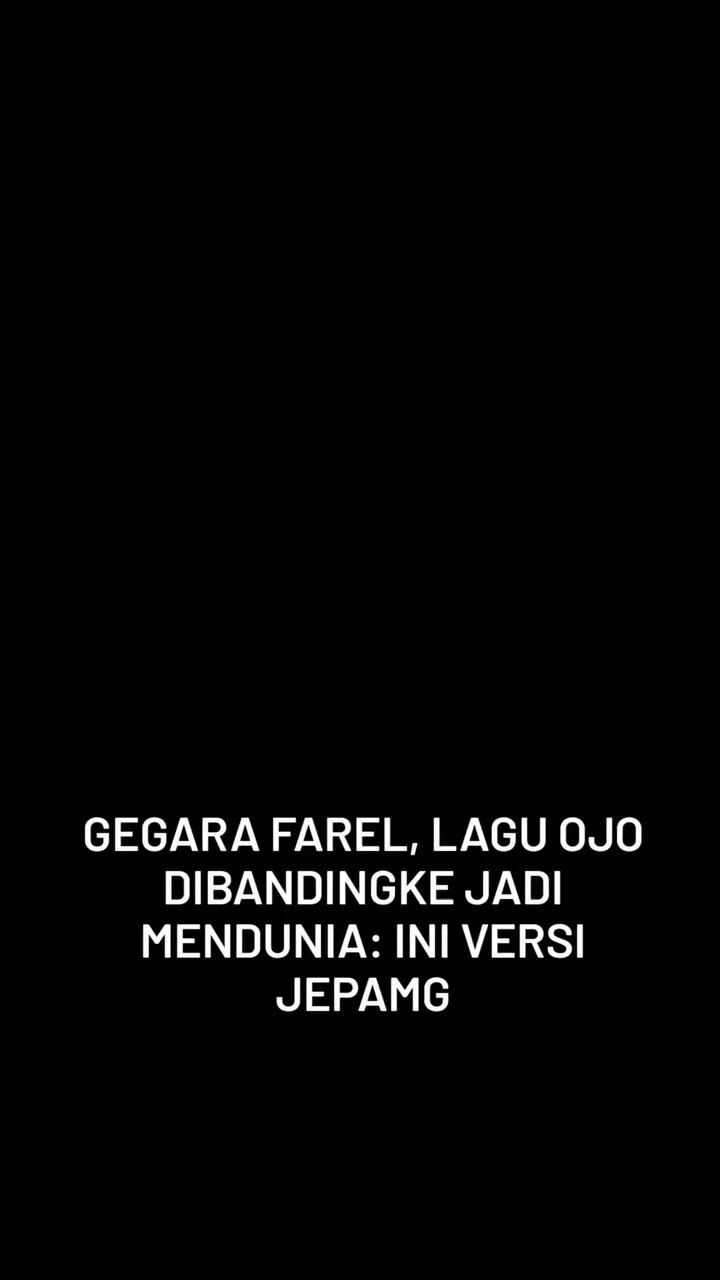 GEGARA FAREL, LAGU OJO
DIBANDINGKE JADI
MENDUNIA: INI VERSI
JEPAMG